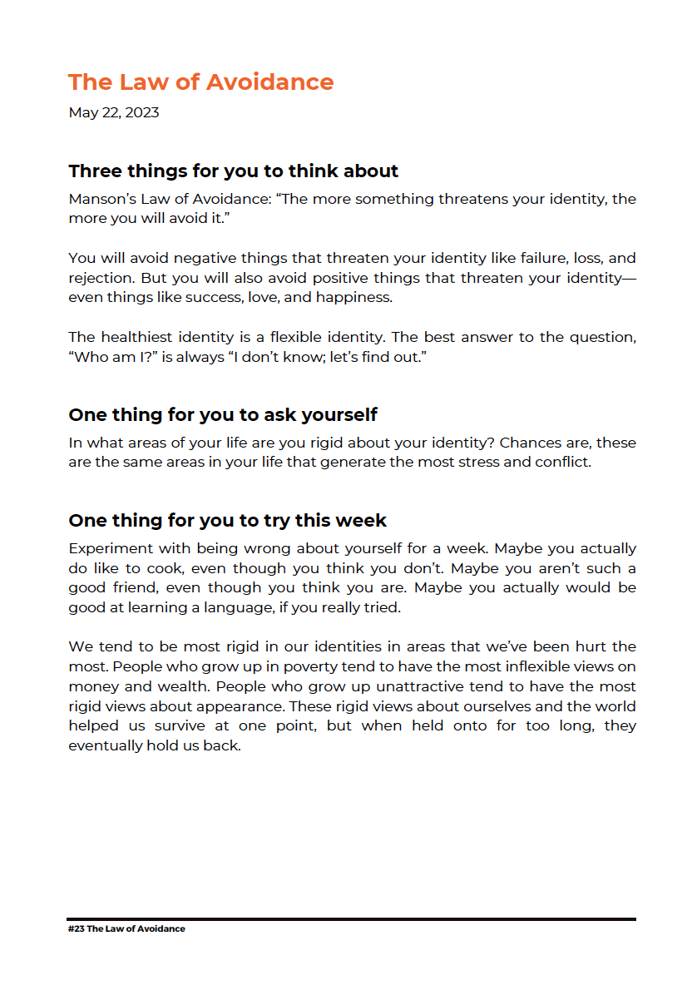 The Law of Avoidance
May 22, 2023
Three things for you to think about
Manson’s Law of Avoidance: “The more something threatens your identity, the
more you will avoid it.”
You will avoid negative things that threaten your identity like failure, loss, and
rejection. But you will also avoid positive things that threaten your identity—
even things like success, love, and happiness.
The healthiest identity is a flexible identity. The best answer to the question,
“Who am I?” is always “I don’t know; let’s find out.”
One thing for you to ask yourself
In what areas of your life are you rigid about your identity? Chances are, these
are the same areas in your life that generate the most stress and conflict.
One thing for you to try this week
Experiment with being wrong about yourself for a week. Maybe you actually
do like to cook, even though you think you don’t. Maybe you aren’t such a
good friend, even though you think you are. Maybe you actually would be
good at learning a language, if you really tried.
We tend to be most rigid in our identities in areas that we’ve been hurt the
most. People who grow up in poverty tend to have the most inflexible views on
money and wealth. People who grow up unattractive tend to have the most
rigid views about appearance. These rigid views about ourselves and the world
helped us survive at one point, but when held onto for too long, they
eventually hold us back.
#23 The Law of Avoidance